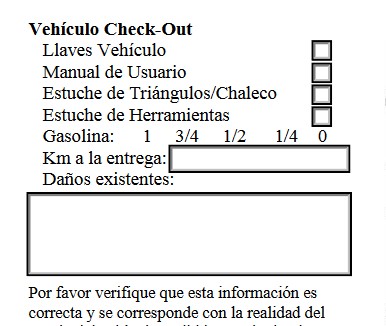 Vehículo Check-Out
Llaves Vehículo
Manual de Usuario
Estuche de Triángulos/Chaleco
Estuche de Herramientas
Gasolina: 1 3/4 1/2 1/4 0
Km a la entrega:
Daños existentes:
Por favor verifique que esta información es
correcta y se corresponde con la realidad del